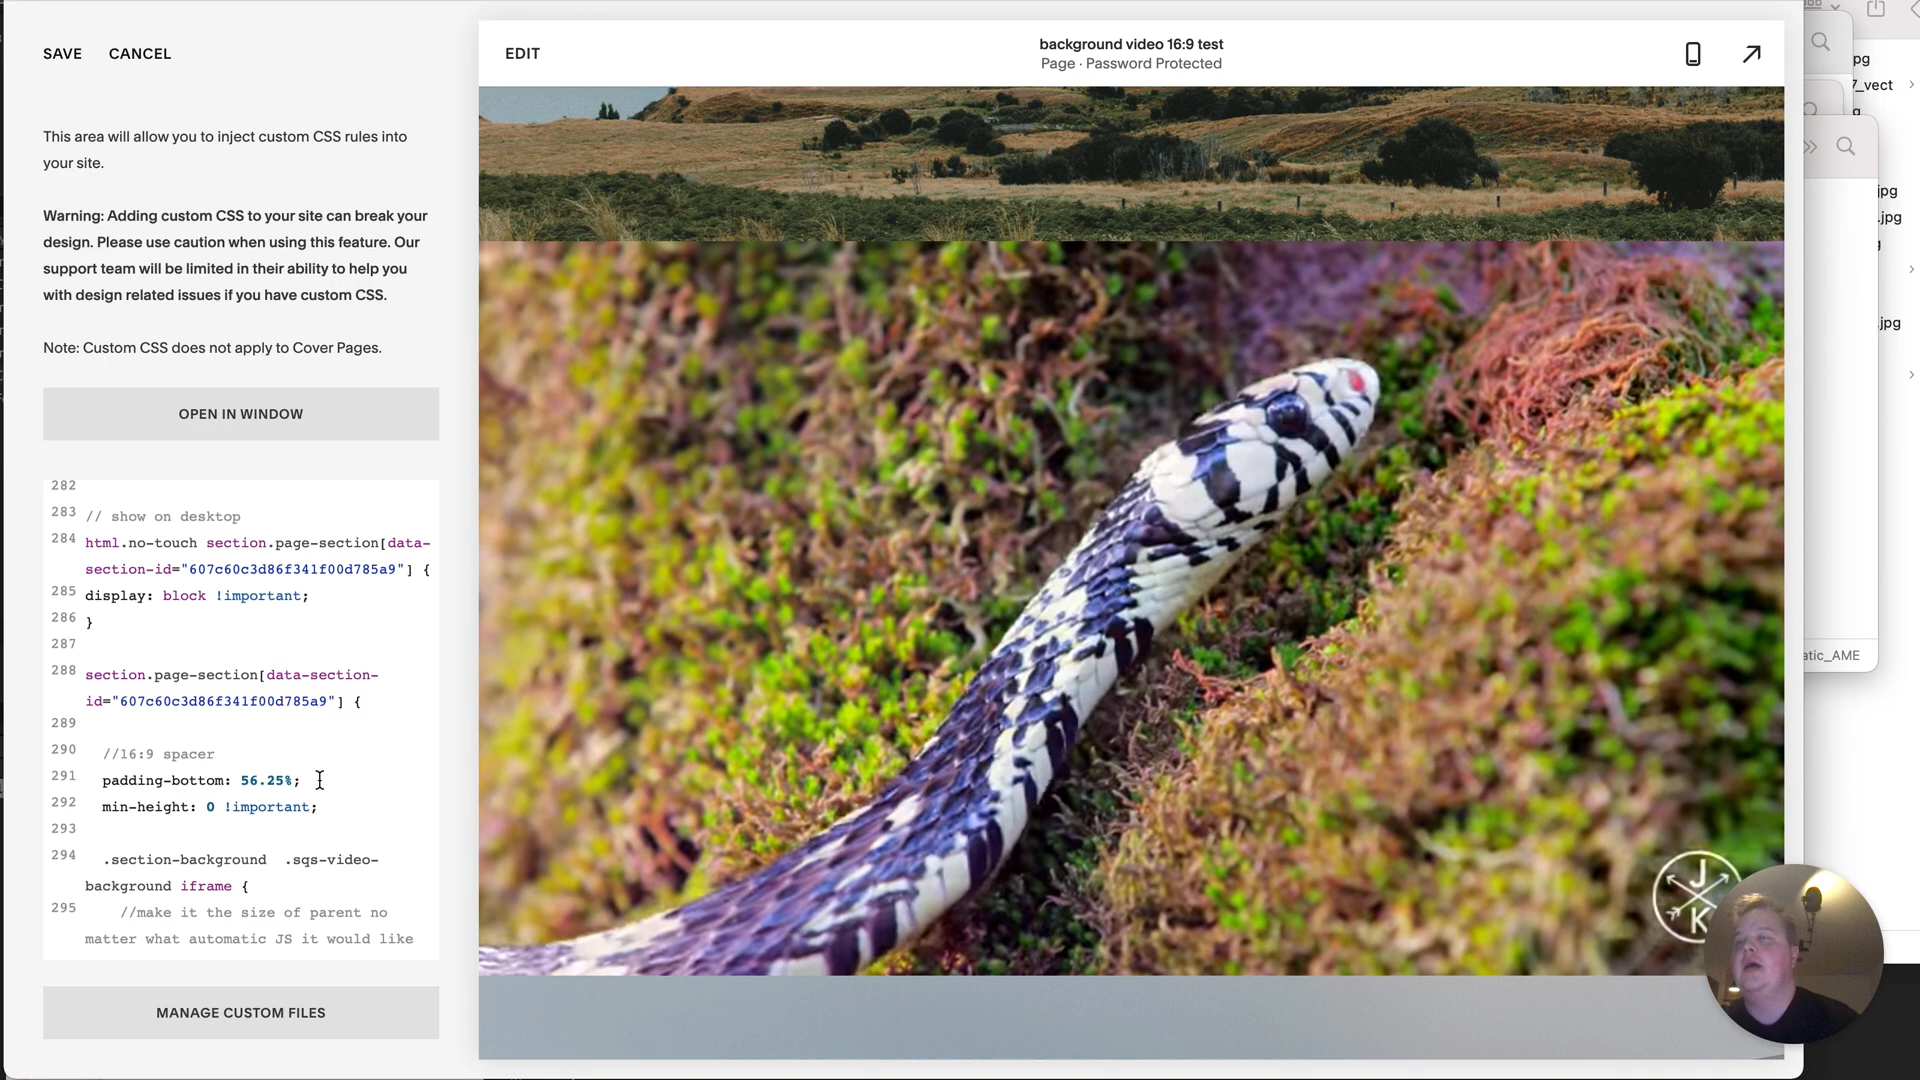 SAVE
CANCEL
EDIT
background video 16:9 test
Page · Password Protected
This area will allow you to inject custom CSS rules into
your site.
Warning: Adding custom CSS to your site can break your
design. Please use caution when using this feature. Our
support team will be limited in their ability to help you
with design related issues if you have custom CSS.
Note: Custom CSS does not apply to Cover Pages.
OPEN IN WINDOW
282
283 // show on desktop
284 html.no-touch section.page-section[data-
section-id="607c60c3d86f341f00d785a9"] {
285 display: block !important;
286 }
287
288 section.page-section[data-section-
id="607c60c3d86f341f00d785a9"] {
289
290 //16:9 spacer
291 padding-bottom: 56.25%;
292 min-height: 0 !important;
293
294 .section-background .sqs-video-
background iframe {
295 //make it the size of parent no
matter what automatic JS it would like
MANAGE CUSTOM FILES
J
K
pg
7_vect
g
jpg
.jpg
.jpg
atic_AME